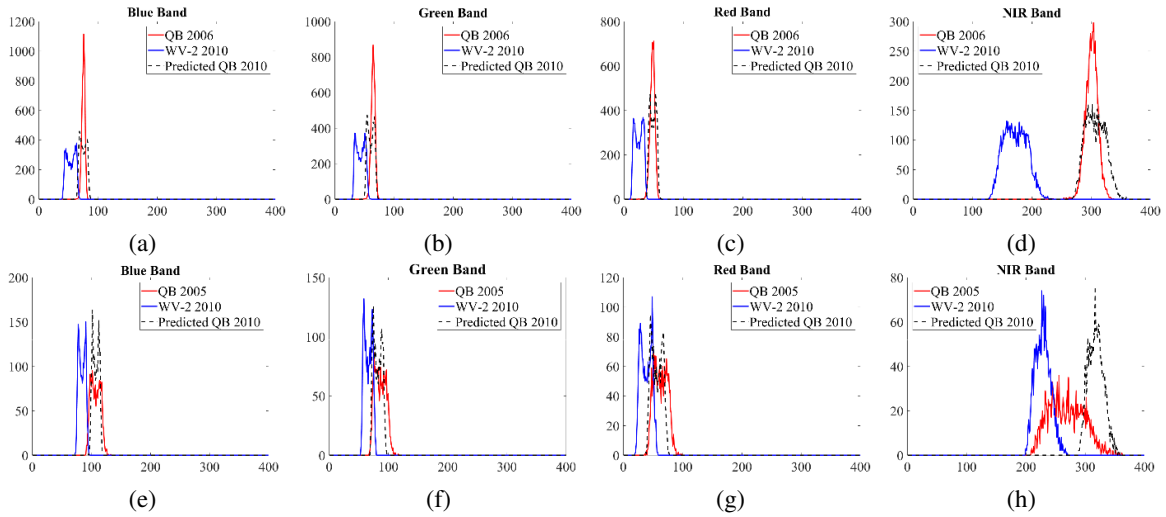 Blue Band
1200
1000
800
600
400
200
0
0 100 200 300 400
QB 2006
WV-2 2010
Predicted QB 2010
(a)
Green Band
1000
800
600
400
200
0
0 100 200 300 400
QB 2006
WV-2 2010
Predicted QB 2010
(b)
Red Band
800
600
400
200
0
0 100 200 300 400
QB 2006
WV-2 2010
Predicted QB 2010
(c)
NIR Band
300
250
200
150
100
50
0
0 100 200 300 400
QB 2006
WV-2 2010
Predicted QB 2010
(d)
Blue Band
200
150
100
50
0
0 100 200 300 400
QB 2005
WV-2 2010
Predicted QB 2010
(e)
Green Band
150
100
50
0
0 100 200 300 400
QB 2005
WV-2 2010
Predicted QB 2010
(f)
Red Band
120
100
80
60
40
20
0
0 100 200 300 400
QB 2005
WV-2 2010
Predicted QB 2010
(g)
NIR Band
80
60
40
20
0
0 100 200 300 400
QB 2005
WV-2 2010
Predicted QB 2010
(h)